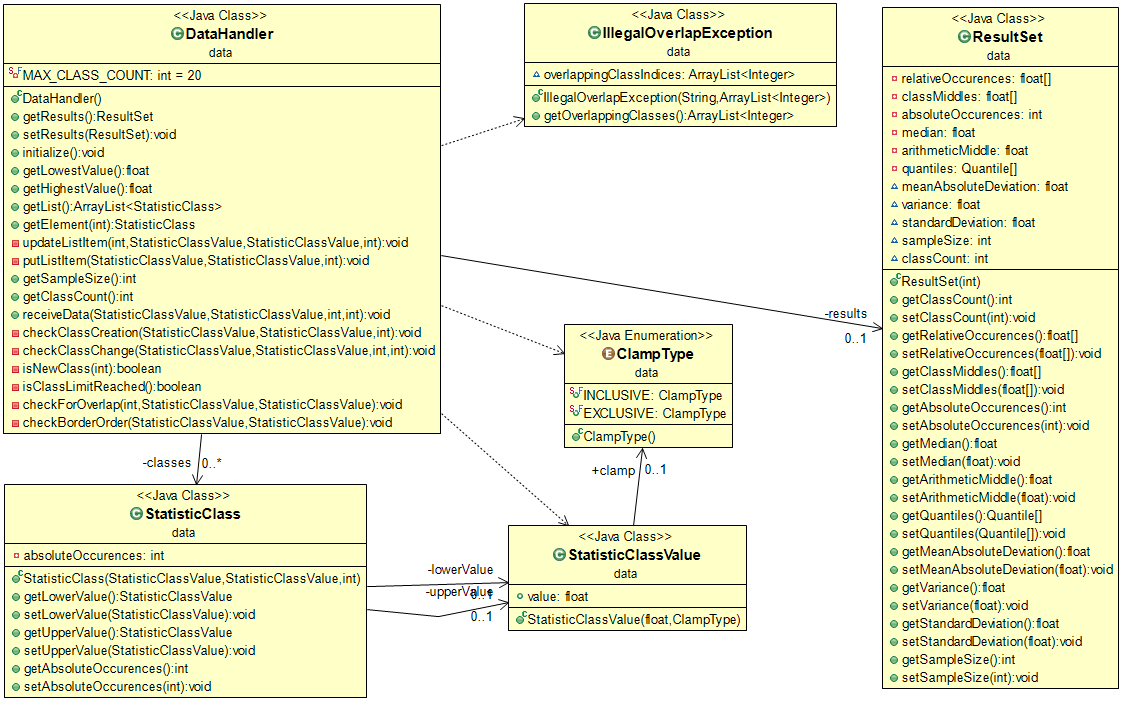 <<Java Class>>
DataHandler
data
MAX_CLASS_COUNT: int = 20
DataHandler()
getResults():ResultSet
setResults(ResultSet):void
initialize():void
getLowestValue():float
getHighestValue():float
getList():ArrayList<StatisticClass>
getElement(int):StatisticClass
updateListItem(int,StatisticClassValue,StatisticClassValue,int):void
putListItem(StatisticClassValue,StatisticClassValue,int):void
getSampleSize():int
getClassCount():int
receiveData(StatisticClassValue,StatisticClassValue,int,int):void
checkClassCreation(StatisticClassValue,StatisticClassValue,int):void
checkClassChange(StatisticClassValue,StatisticClassValue,int,int):void
isNewClass(int):boolean
isClassLimitReached():boolean
checkForOverlap(int,StatisticClassValue,StatisticClassValue):void
checkBorderOrder(StatisticClassValue,StatisticClassValue):void
<<Java Class>>
IllegalOverlapException
data
overlappingClassIndices: ArrayList<Integer>
IllegalOverlapException(String,ArrayList<Integer>)
getOverlappingClasses():ArrayList<Integer>
<<Java Class>>
ResultSet
data
relativeOccurences: float[]
classMiddles: float[]
absoluteOccurences: int
median: float
arithmeticMiddle: float
quantiles: Quantile[]
meanAbsoluteDeviation: float
variance: float
standardDeviation: float
sampleSize: int
classCount: int
ResultSet(int)
getClassCount():int
setClassCount(int):void
getRelativeOccurences():float[]
setRelativeOccurences(float[]):void
getClassMiddles():float[]
setClassMiddles(float[]):void
getAbsoluteOccurences():int
setAbsoluteOccurences(int):void
getMedian():float
setMedian(float):void
getArithmeticMiddle():float
setArithmeticMiddle(float):void
getQuantiles():Quantile[]
setQuantiles(Quantile[]):void
getMeanAbsoluteDeviation():float
setMeanAbsoluteDeviation(float):void
getVariance():float
setVariance(float):void
getStandardDeviation():float
setStandardDeviation(float):void
getSampleSize():int
setSampleSize(int):void
-results
0..1
<<Java Enumeration>>
ClampType
data
INCLUSIVE: ClampType
EXCLUSIVE: ClampType
ClampType()
+clamp
0..1
-classes
0..*
<<Java Class>>
StatisticClass
data
absoluteOccurences: int
StatisticClass(StatisticClassValue,StatisticClassValue,int)
getLowerValue():StatisticClassValue
setLowerValue(StatisticClassValue):void
getUpperValue():StatisticClassValue
setUpperValue(StatisticClassValue):void
getAbsoluteOccurences():int
setAbsoluteOccurences(int):void
-lowerValue
0..1
-upperValue
0..1
<<Java Class>>
StatisticClassValue
data
value: float
StatisticClassValue(float,ClampType)